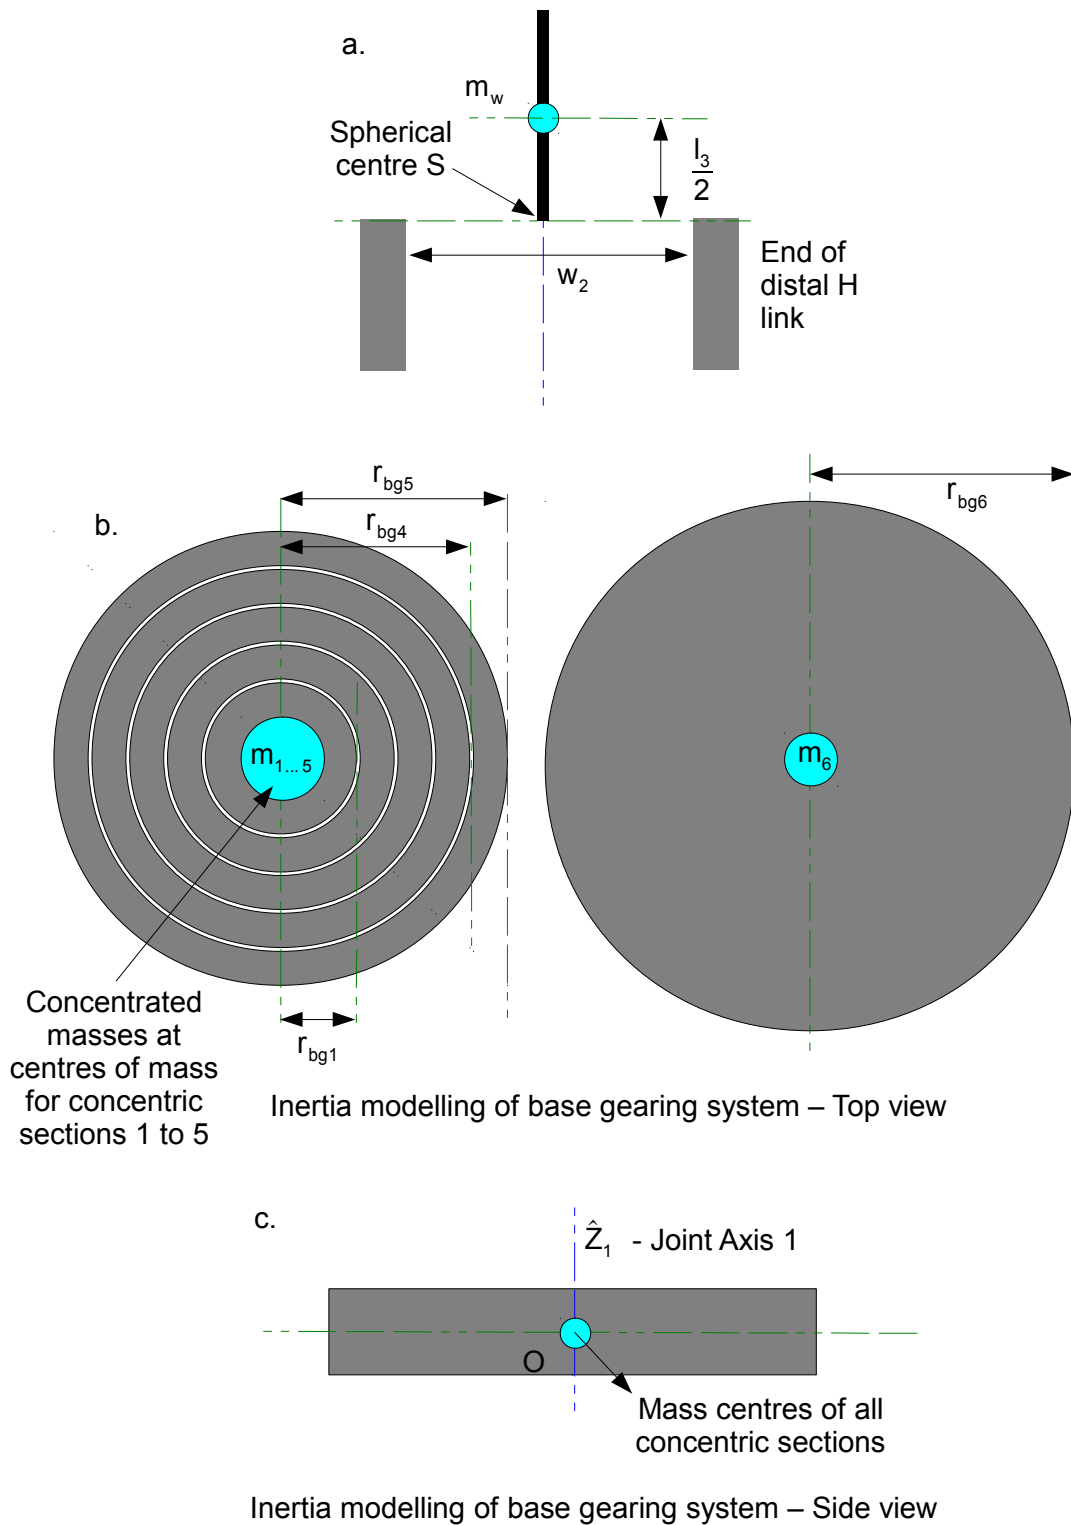 a.
m_w
Spherical
centre S
l_3
2
w_2
End of
distal H
link
b.
r_bg5
r_bg4
r_bg6
m_1...5
m_6
r_bg1
Concentrated
masses at
centres of mass
for concentric
sections 1 to 5
Inertia modelling of base gearing system – Top view
c.
Ẑ_1 - Joint Axis 1
O
Mass centres of all
concentric sections
Inertia modelling of base gearing system – Side view